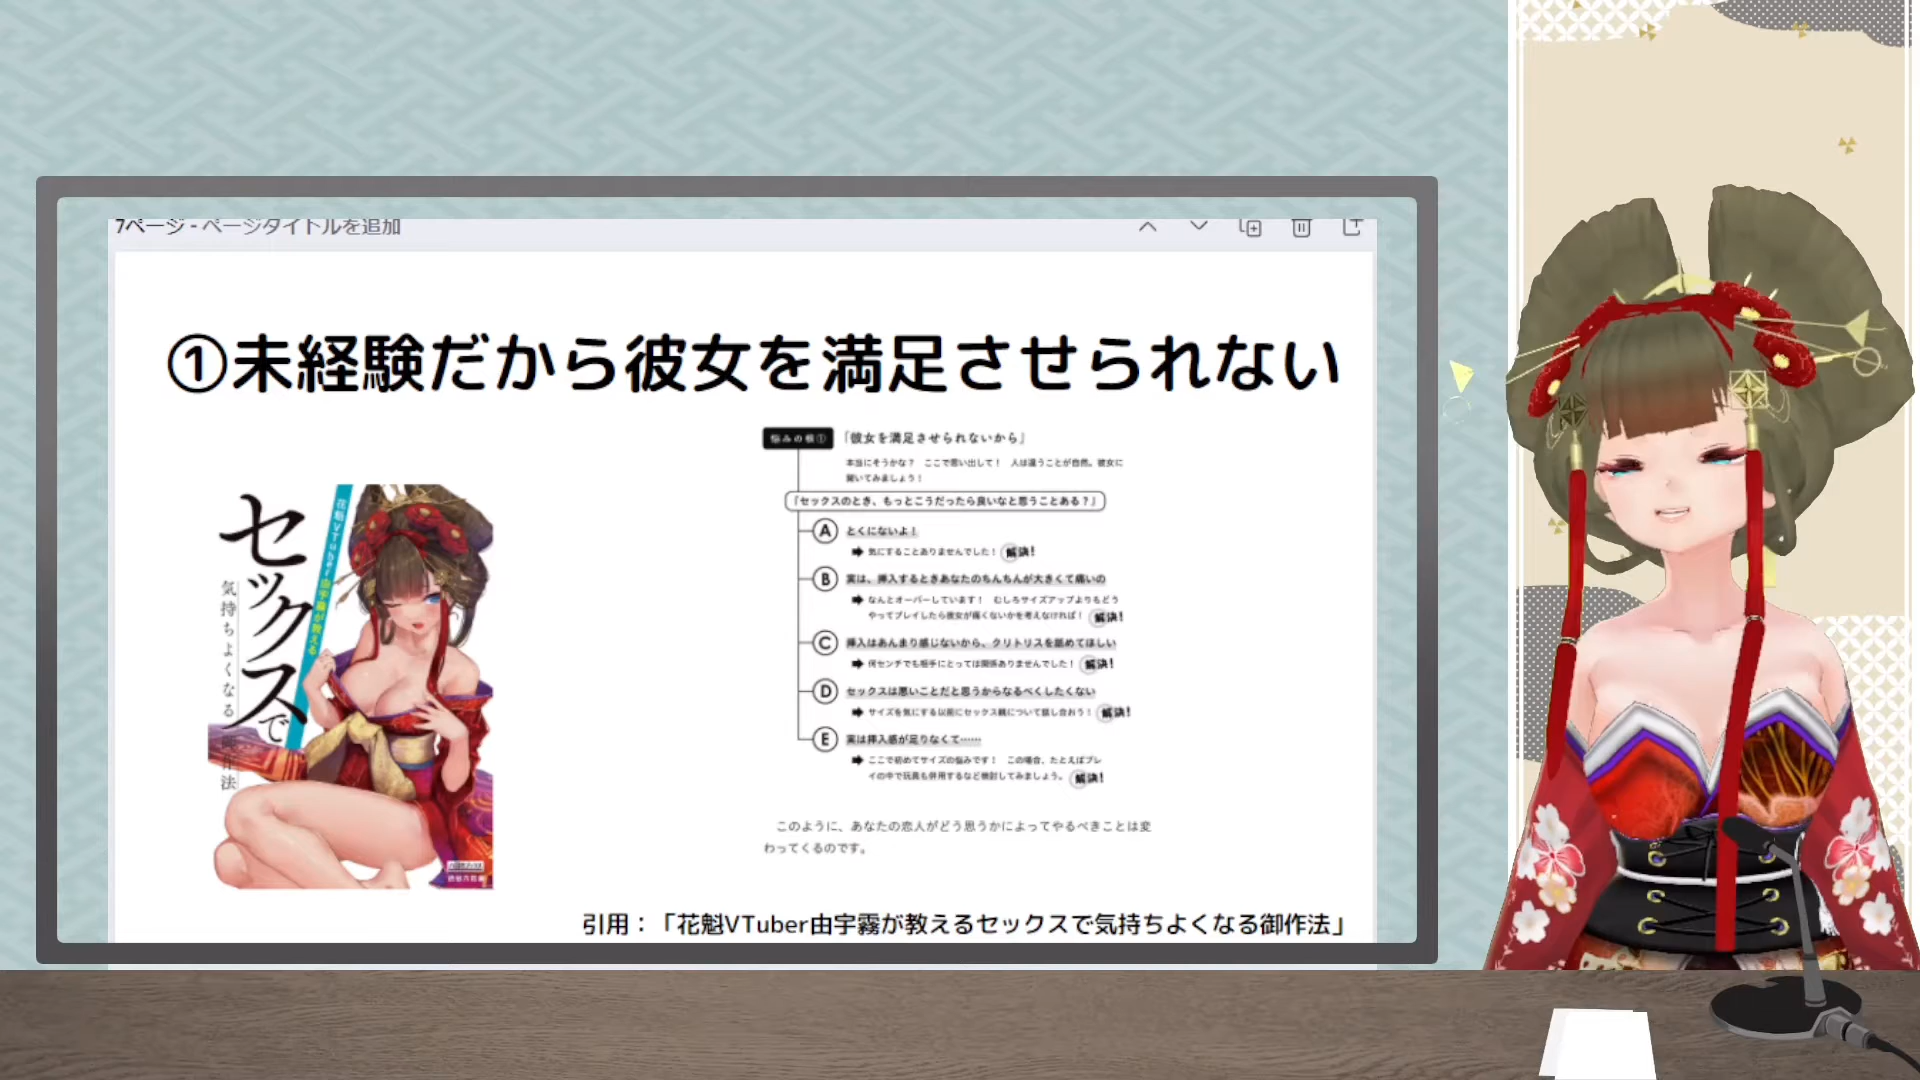 7ページ - ページタイトルを追加
①未経験だから彼女を満足させられない
悩みの根① 「彼女を満足させられないから」
本当にそうかな？ ここで思い出して！ 人は違うことが自然。彼女に
聞いてみましょう！
「セックスのとき、もっとこうだったら良いなと思うことある？」
A とくにないよ！
➡ 気にすることありませんでした！ 解決！
B 実は、挿入するときあなたのちんちんが大きくて痛いの
➡ なんとオーバーしています！ むしろサイズアップよりもどう
やってプレイしたら彼女が痛くないかを考えなければ！ 解決！
C 挿入はあんまり感じないから、クリトリスを舐めてほしい
➡ 何センチでも相手にとっては関係ありませんでした！ 解決！
D セックスは悪いことだと思うからなるべくしたくない
➡ サイズを気にする以前にセックス観について話し合おう！ 解決！
E 実は挿入感が足りなくて……
➡ ここで初めてサイズの悩みです！ この場合、たとえばプレ
イの中で玩具も併用するなど検討してみましょう。 解決！
このように、あなたの恋人がどう思うかによってやるべきことは変
わってくるのです。
花魁VTuber由宇霧が教える
セックスで
気持ちよくなる御作法
引用：「花魁VTuber由宇霧が教えるセックスで気持ちよくなる御作法」